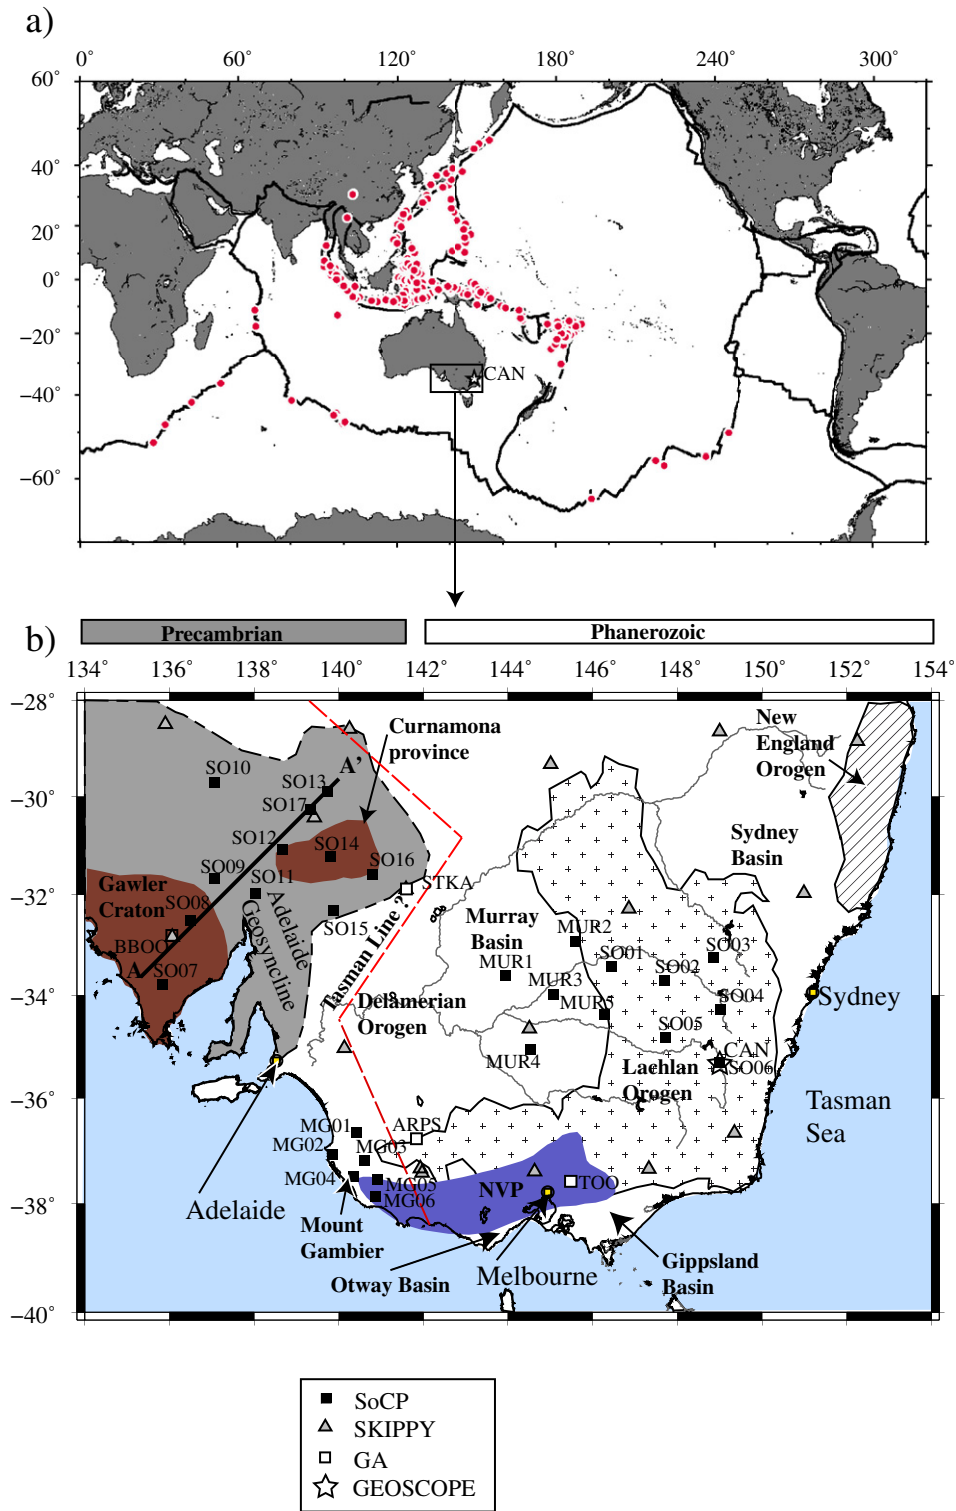 a)
0° 60° 120° 180° 240° 300°
60°
40°
20°
0°
−20°
−40°
−60°
CAN
b)
Precambrian
Phanerozoic
134° 136° 138° 140° 142° 144° 146° 148° 150° 152° 154°
−28°
−30°
−32°
−34°
−36°
−38°
−40°
Curnamona
province
New
England
Orogen
SO10
SO13
A'
SO17
SO12
SO14
SO16
SO09
SO11
STKA
SO15
Gawler
Craton
SO08
BBOO
A
SO07
Adelaide
Geosyncline
Tasman Line ?
Delamerian
Orogen
Murray
Basin
MUR1
MUR2
MUR3
MUR5
MUR4
SO01
SO02
SO03
SO04
SO05
CAN
SO06
Lachlan
Orogen
Sydney
Basin
Sydney
Tasman
Sea
MG01
MG02
MG03
MG04
MG05
MG06
ARPS
NVP
TOO
Adelaide
Mount
Gambier
Otway Basin
Melbourne
Gippsland
Basin
SoCP
SKIPPY
GA
GEOSCOPE